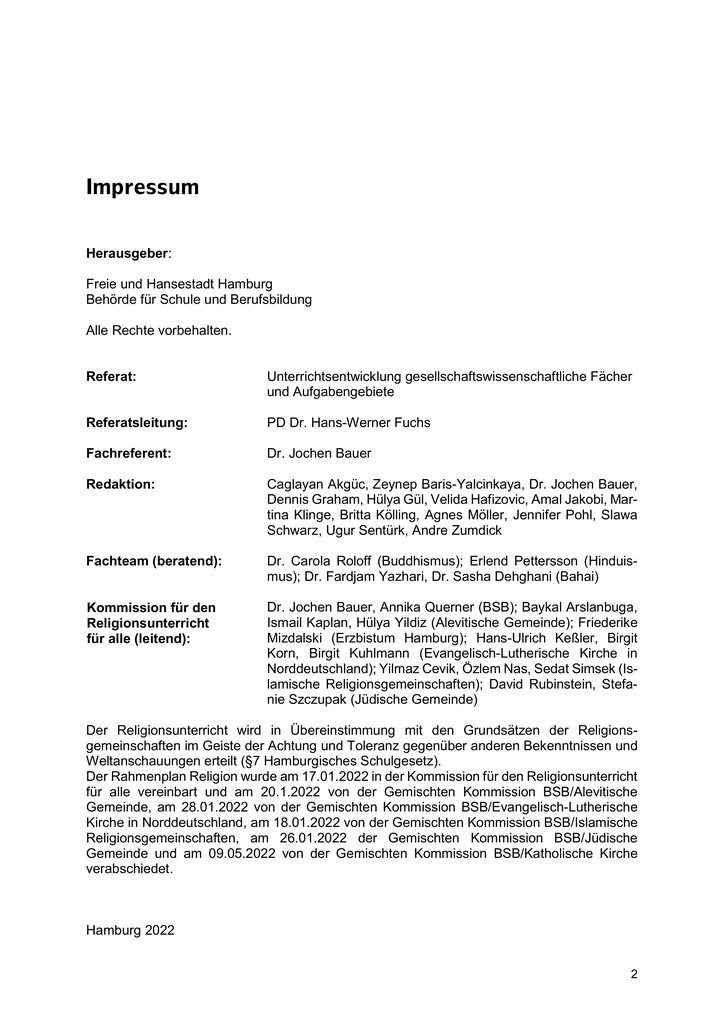 Impressum
Herausgeber:
Freie und Hansestadt Hamburg
Behörde für Schule und Berufsbildung
Alle Rechte vorbehalten.
Referat: Unterrichtsentwicklung gesellschaftswissenschaftliche Fächer
und Aufgabengebiete
Referatsleitung: PD Dr. Hans-Werner Fuchs
Fachreferent: Dr. Jochen Bauer
Redaktion: Caglayan Akgüc, Zeynep Baris-Yalcinkaya, Dr. Jochen Bauer,
Dennis Graham, Hülya Gül, Velida Hafizovic, Amal Jakobi, Mar-
tina Klinge, Britta Kölling, Agnes Möller, Jennifer Pohl, Slawa
Schwarz, Ugur Sentürk, Andre Zumdick
Fachteam (beratend): Dr. Carola Roloff (Buddhismus); Erlend Pettersson (Hinduis-
mus); Dr. Fardjam Yazhari, Dr. Sasha Dehghani (Bahai)
Kommission für den Dr. Jochen Bauer, Annika Querner (BSB); Baykal Arslanbuga,
Religionsunterricht Ismail Kaplan, Hülya Yildiz (Alevitische Gemeinde); Friederike
für alle (leitend): Mizdalski (Erzbistum Hamburg); Hans-Ulrich Keßler, Birgit
Korn, Birgit Kuhlmann (Evangelisch-Lutherische Kirche in
Norddeutschland); Yilmaz Cevik, Özlem Nas, Sedat Simsek (Is-
lamische Religionsgemeinschaften); David Rubinstein, Stefa-
nie Szczupak (Jüdische Gemeinde)
Der Religionsunterricht wird in Übereinstimmung mit den Grundsätzen der Religions-
gemeinschaften im Geiste der Achtung und Toleranz gegenüber anderen Bekenntnissen und
Weltanschauungen erteilt (§7 Hamburgisches Schulgesetz).
Der Rahmenplan Religion wurde am 17.01.2022 in der Kommission für den Religionsunterricht
für alle vereinbart und am 20.1.2022 von der Gemischten Kommission BSB/Alevitische
Gemeinde, am 28.01.2022 von der Gemischten Kommission BSB/Evangelisch-Lutherische
Kirche in Norddeutschland, am 18.01.2022 von der Gemischten Kommission BSB/Islamische
Religionsgemeinschaften, am 26.01.2022 der Gemischten Kommission BSB/Jüdische
Gemeinde und am 09.05.2022 von der Gemischten Kommission BSB/Katholische Kirche
verabschiedet.
Hamburg 2022
2